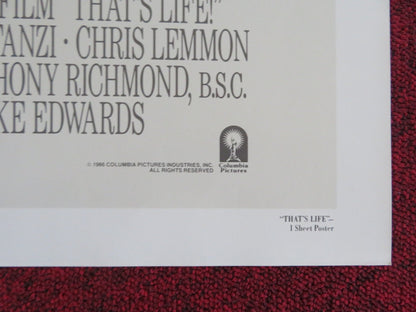 FILM "THAT'S LIFE!"
TANZI · CHRIS LEMMON
HONY RICHMOND, B.S.C.
KE EDWARDS
© 1986 COLUMBIA PICTURES INDUSTRIES, INC.
ALL RIGHTS RESERVED
Columbia
Pictures
"THAT'S LIFE"–
1 Sheet Poster